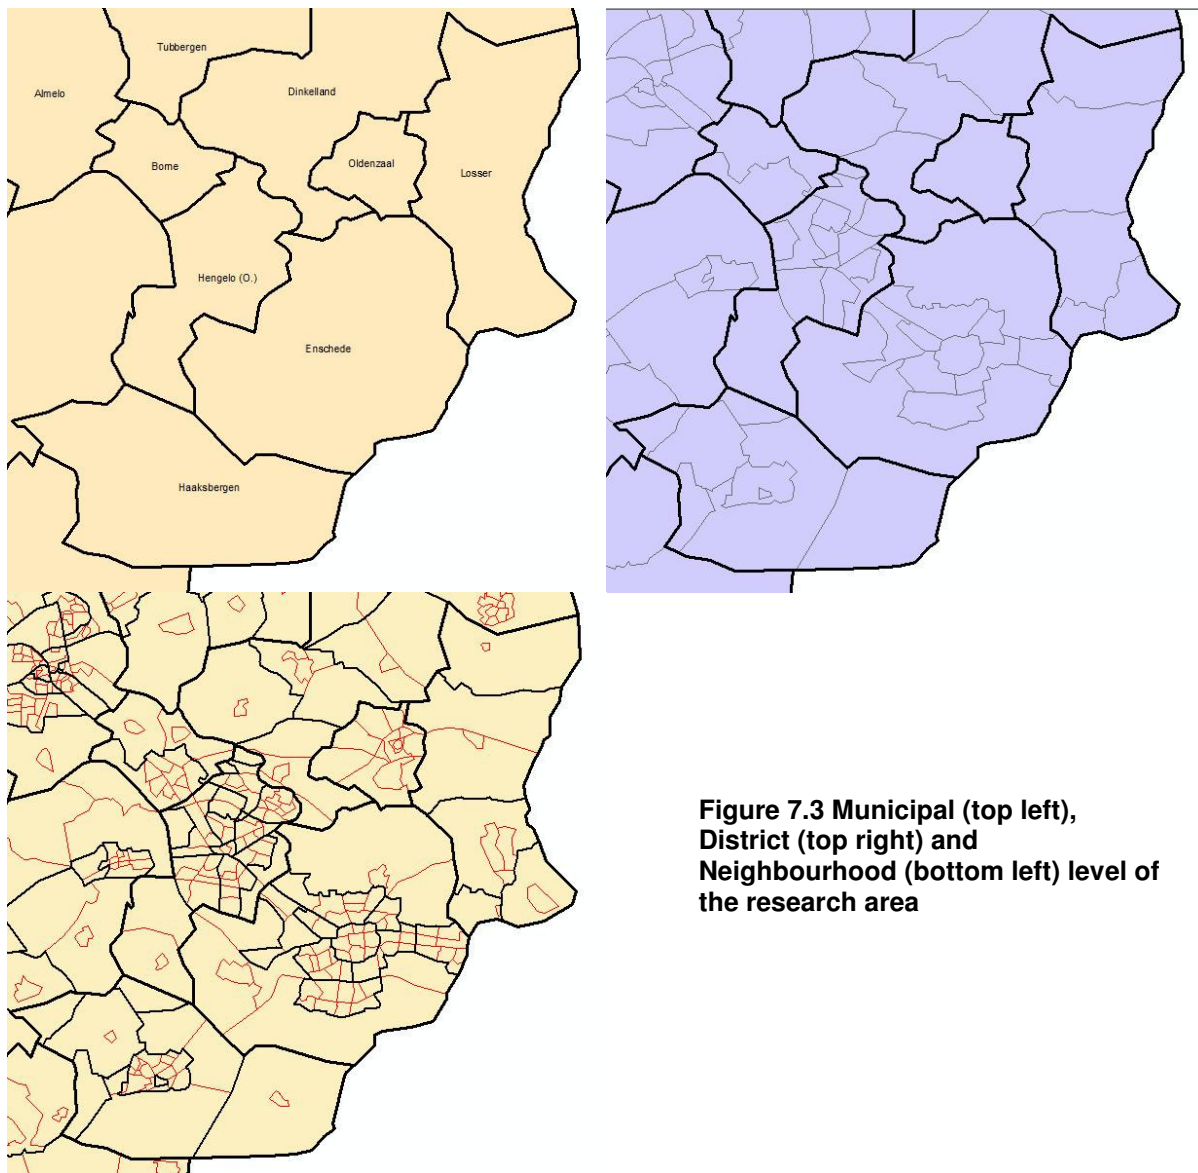 Tubbergen
Almelo
Dinkelland
Borne
Oldenzaal
Losser
Hengelo (O.)
Enschede
Haaksbergen
Figure 7.3 Municipal (top left),
District (top right) and
Neighbourhood (bottom left) level of
the research area